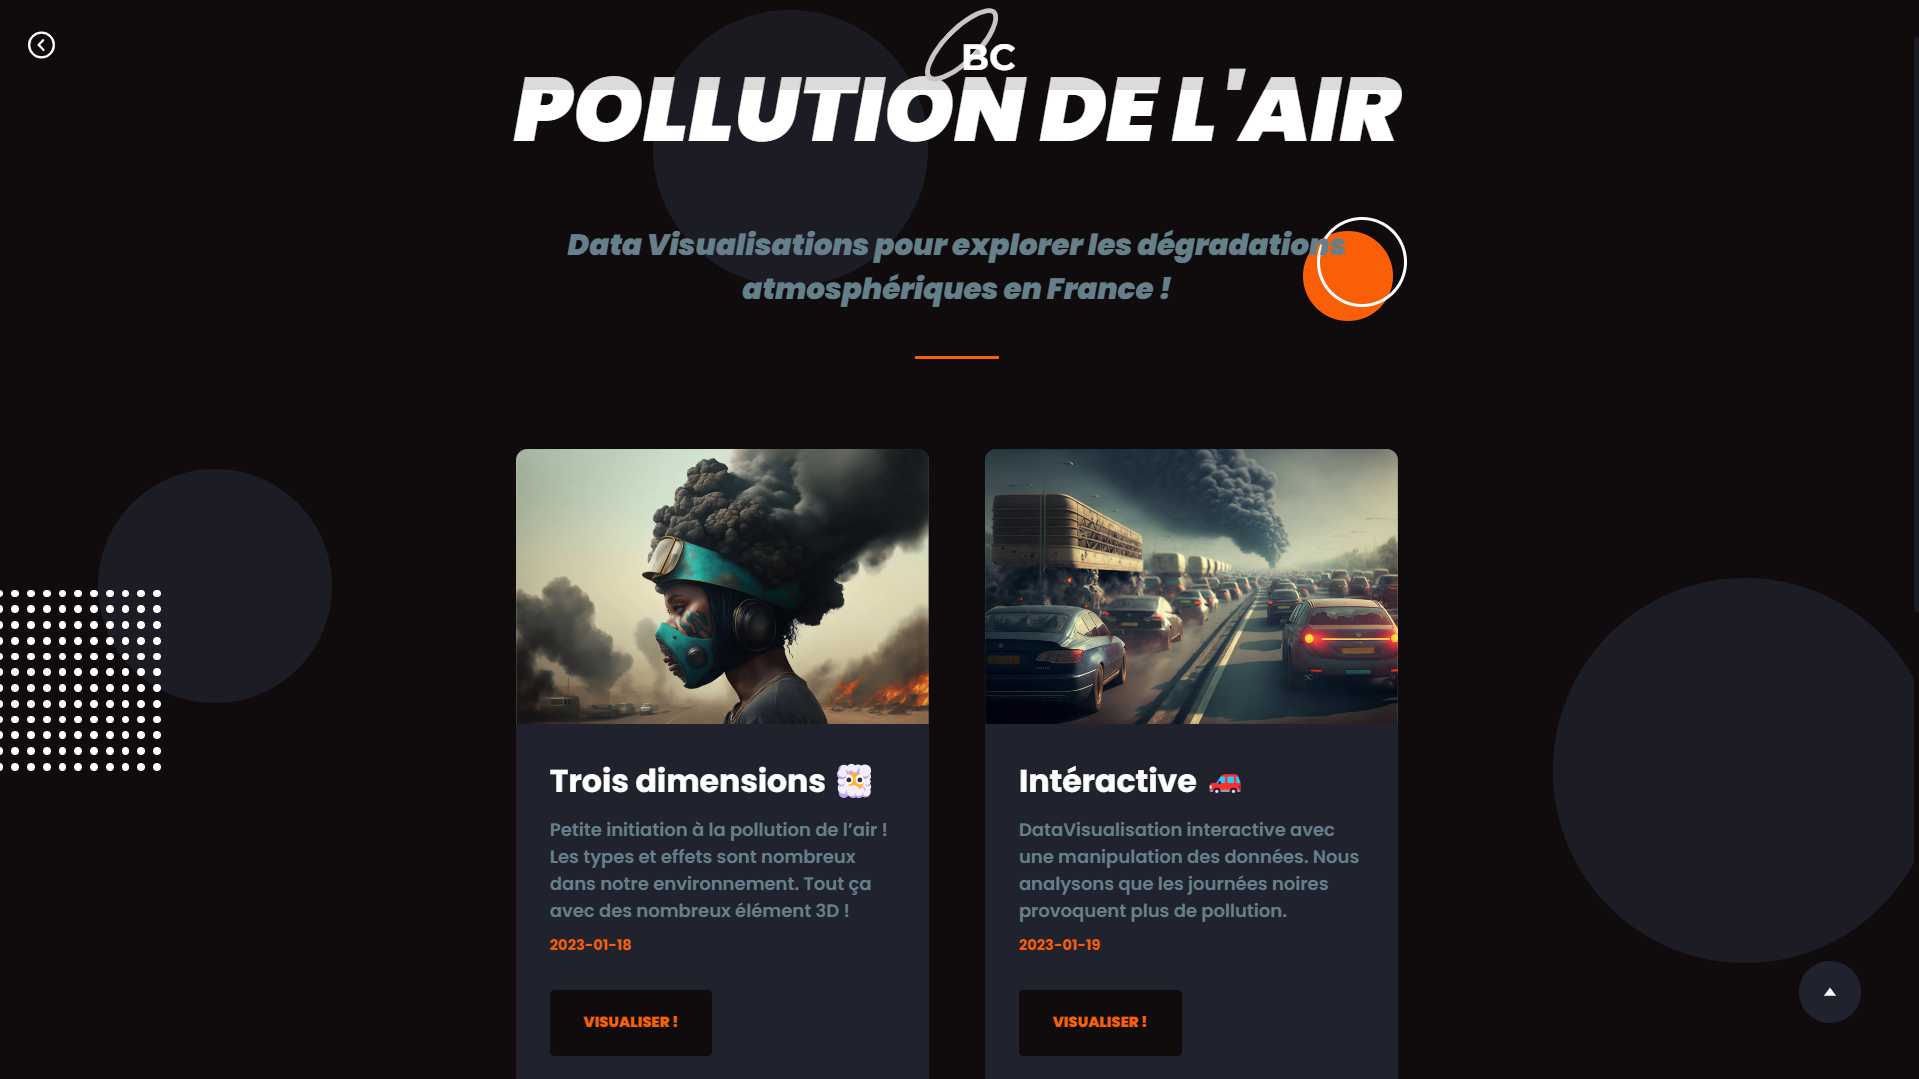 BC
POLLUTION DE L'AIR
Data Visualisations pour explorer les dégradations
atmosphériques en France !
Trois dimensions
Petite initiation à la pollution de l’air !
Les types et effets sont nombreux
dans notre environnement. Tout ça
avec des nombreux élément 3D !
2023-01-18
VISUALISER !
Intéractive
DataVisualisation interactive avec
une manipulation des données. Nous
analysons que les journées noires
provoquent plus de pollution.
2023-01-19
VISUALISER !